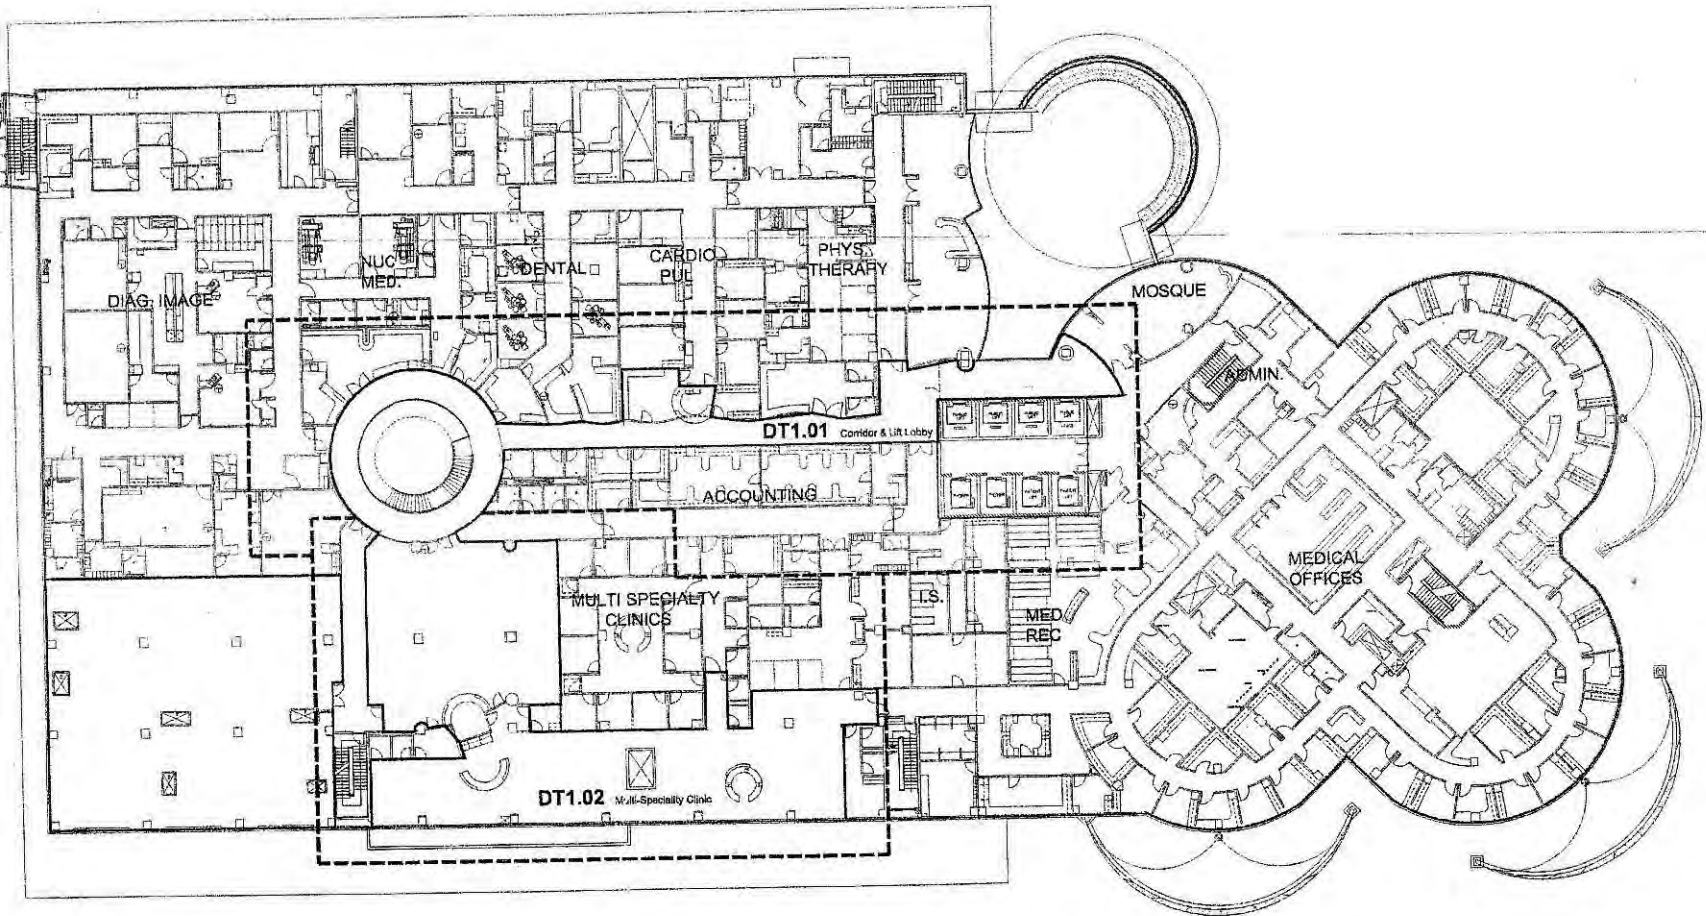 MOSQUE
PHYS.
THERAPY
CARDIO
PUL
DENTAL
NUC
MED.
DIAG. IMAGE
ADMIN.
DT1.01 Corridor & Lift Lobby
ACCOUNTING
MEDICAL
OFFICES
MULTI SPECIALTY
CLINICS
I.S.
MED
REC
DT1.02 Multi-Speciality Clinic